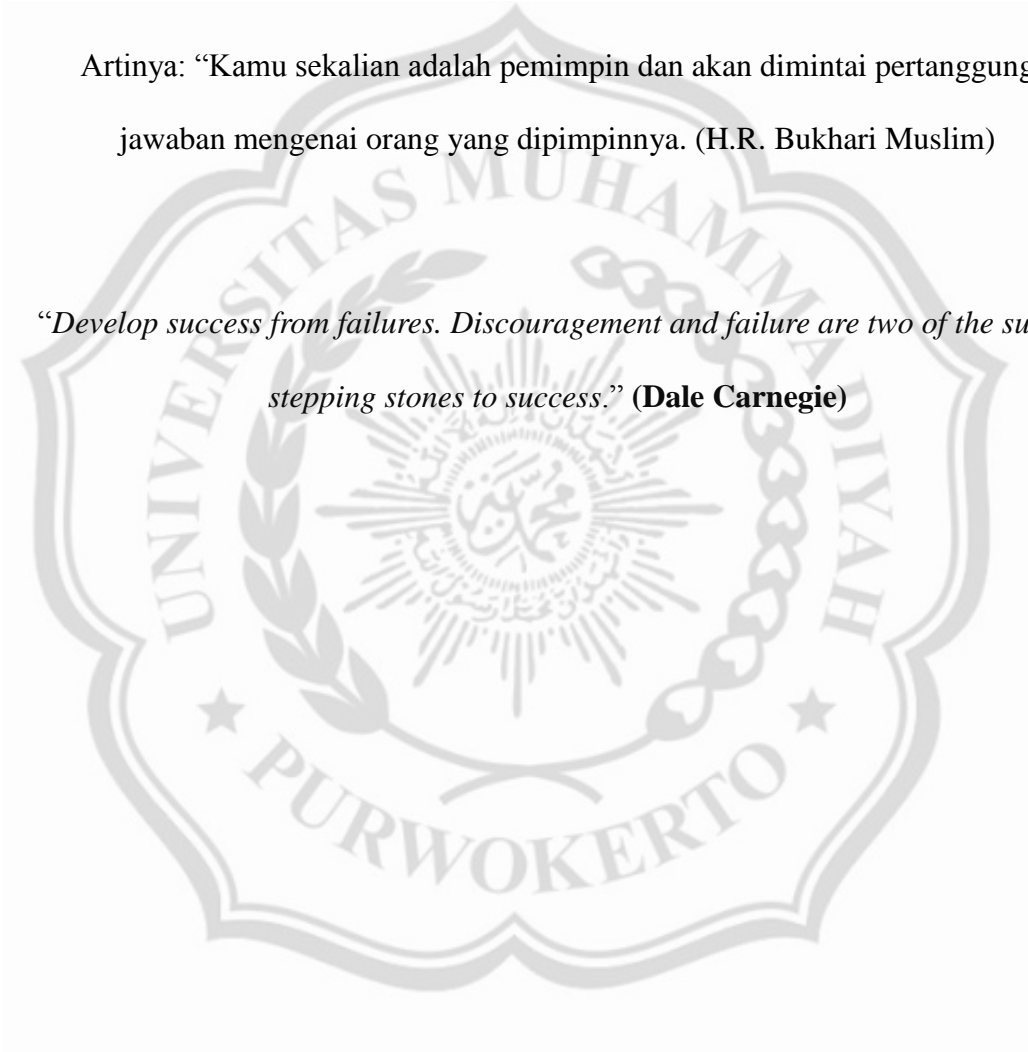 Artinya: “Kamu sekalian adalah pemimpin dan akan dimintai pertanggung
jawaban mengenai orang yang dipimpinnya. (H.R. Bukhari Muslim)
“Develop success from failures. Discouragement and failure are two of the su
stepping stones to success.” (Dale Carnegie)
UNIVERSITAS MUHAMMADIYAH
PURWOKERTO